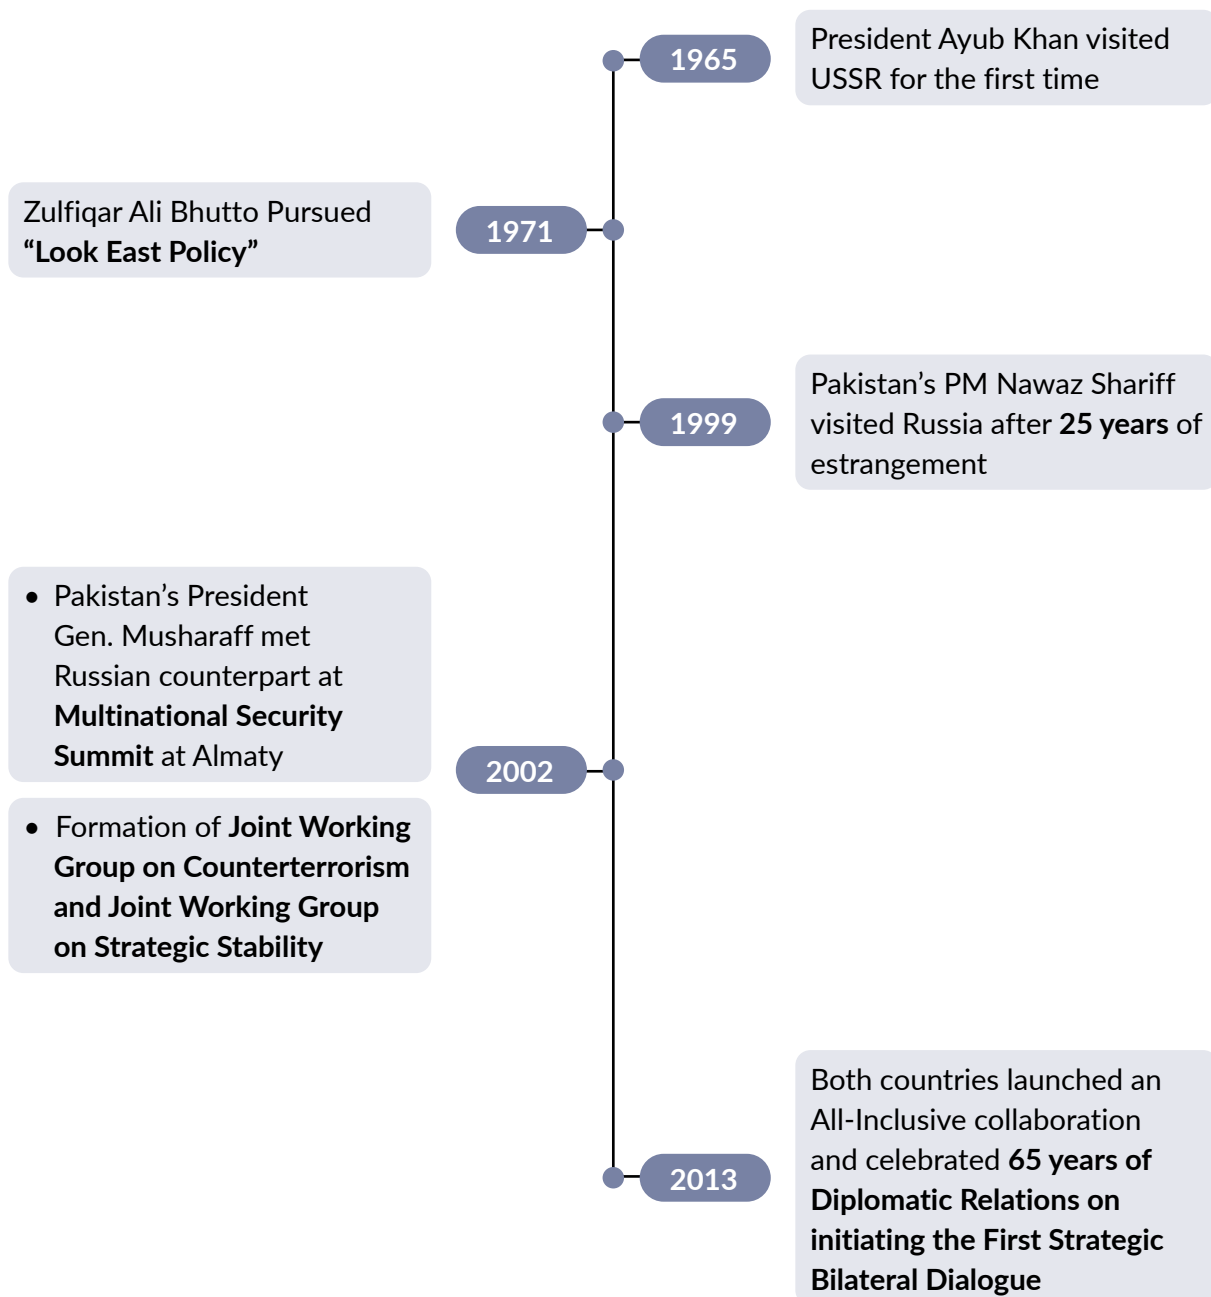 1965
President Ayub Khan visited
USSR for the first time
Zulfiqar Ali Bhutto Pursued
“Look East Policy”
1971
1999
Pakistan’s PM Nawaz Shariff
visited Russia after 25 years of
estrangement
• Pakistan’s President
Gen. Musharaff met
Russian counterpart at
Multinational Security
Summit at Almaty
2002
• Formation of Joint Working
Group on Counterterrorism
and Joint Working Group
on Strategic Stability
2013
Both countries launched an
All-Inclusive collaboration
and celebrated 65 years of
Diplomatic Relations on
initiating the First Strategic
Bilateral Dialogue